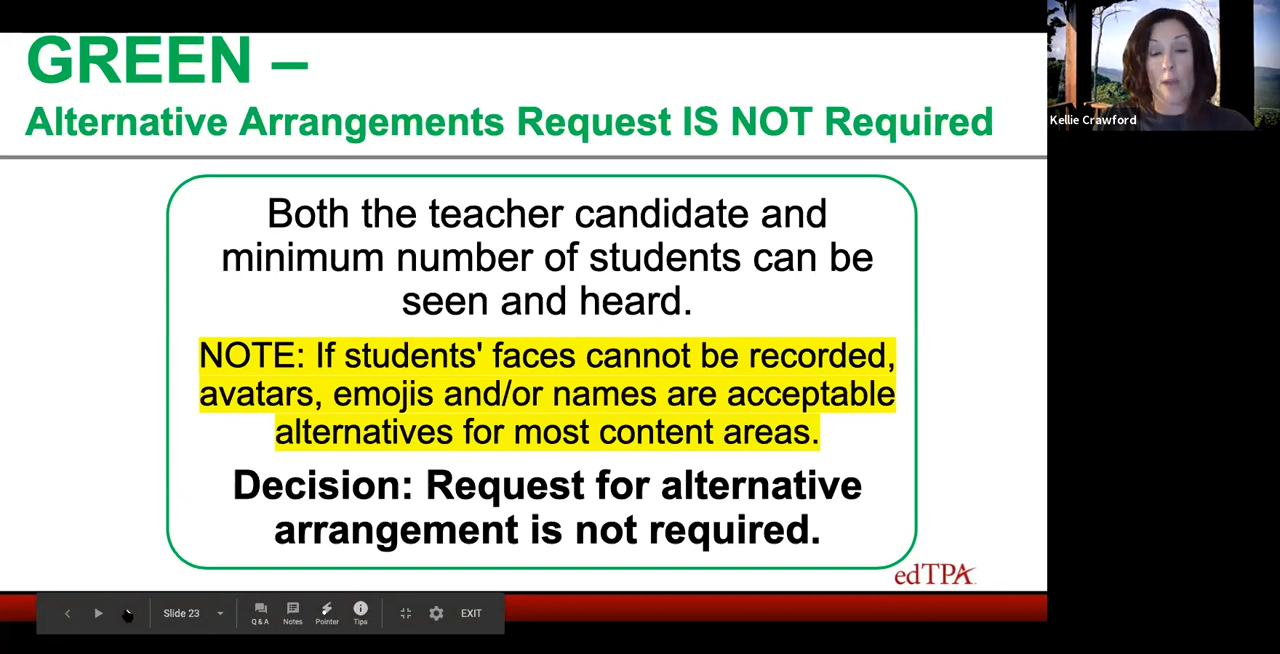 GREEN –
Alternative Arrangements Request IS NOT Required
Kellie Crawford
Both the teacher candidate and
minimum number of students can be
seen and heard.
NOTE: If students' faces cannot be recorded,
avatars, emojis and/or names are acceptable
alternatives for most content areas.
Decision: Request for alternative
arrangement is not required.
edTPA
Slide 23
Q & A
Notes
Pointer
Tips
EXIT